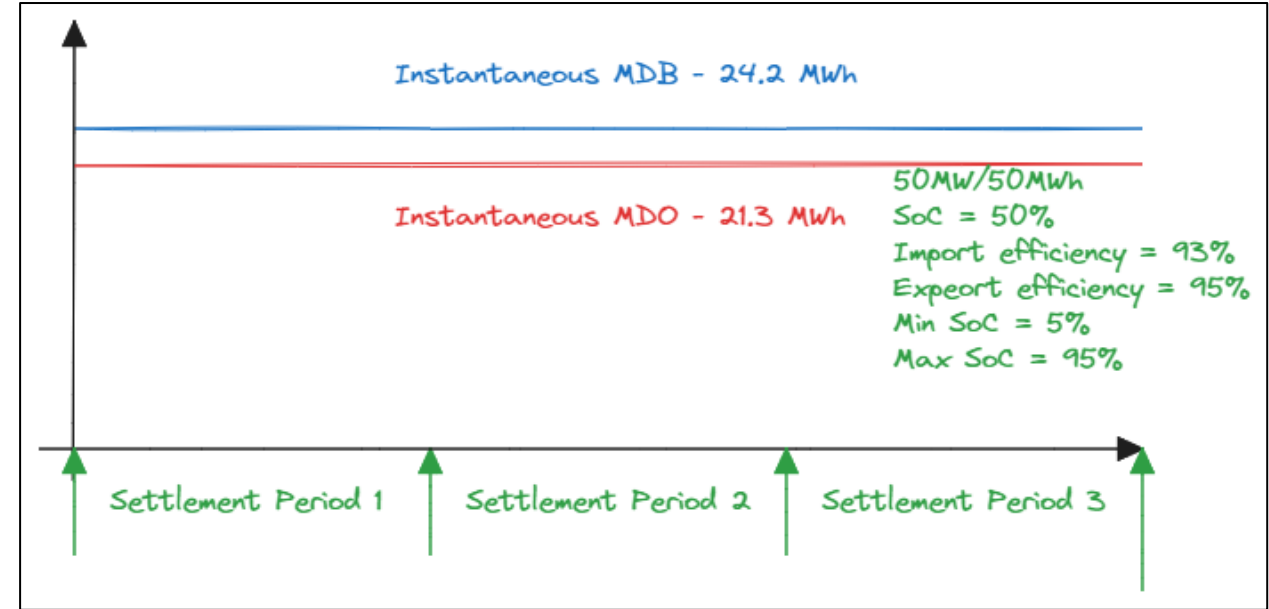 Instantaneous MDB - 24.2 MWh
Instantaneous MDO - 21.3 MWh
50MW/50MWh
SoC = 50%
Import efficiency = 93%
Expeort efficiency = 95%
Min SoC = 5%
Max SoC = 95%
Settlement Period 1
Settlement Period 2
Settlement Period 3